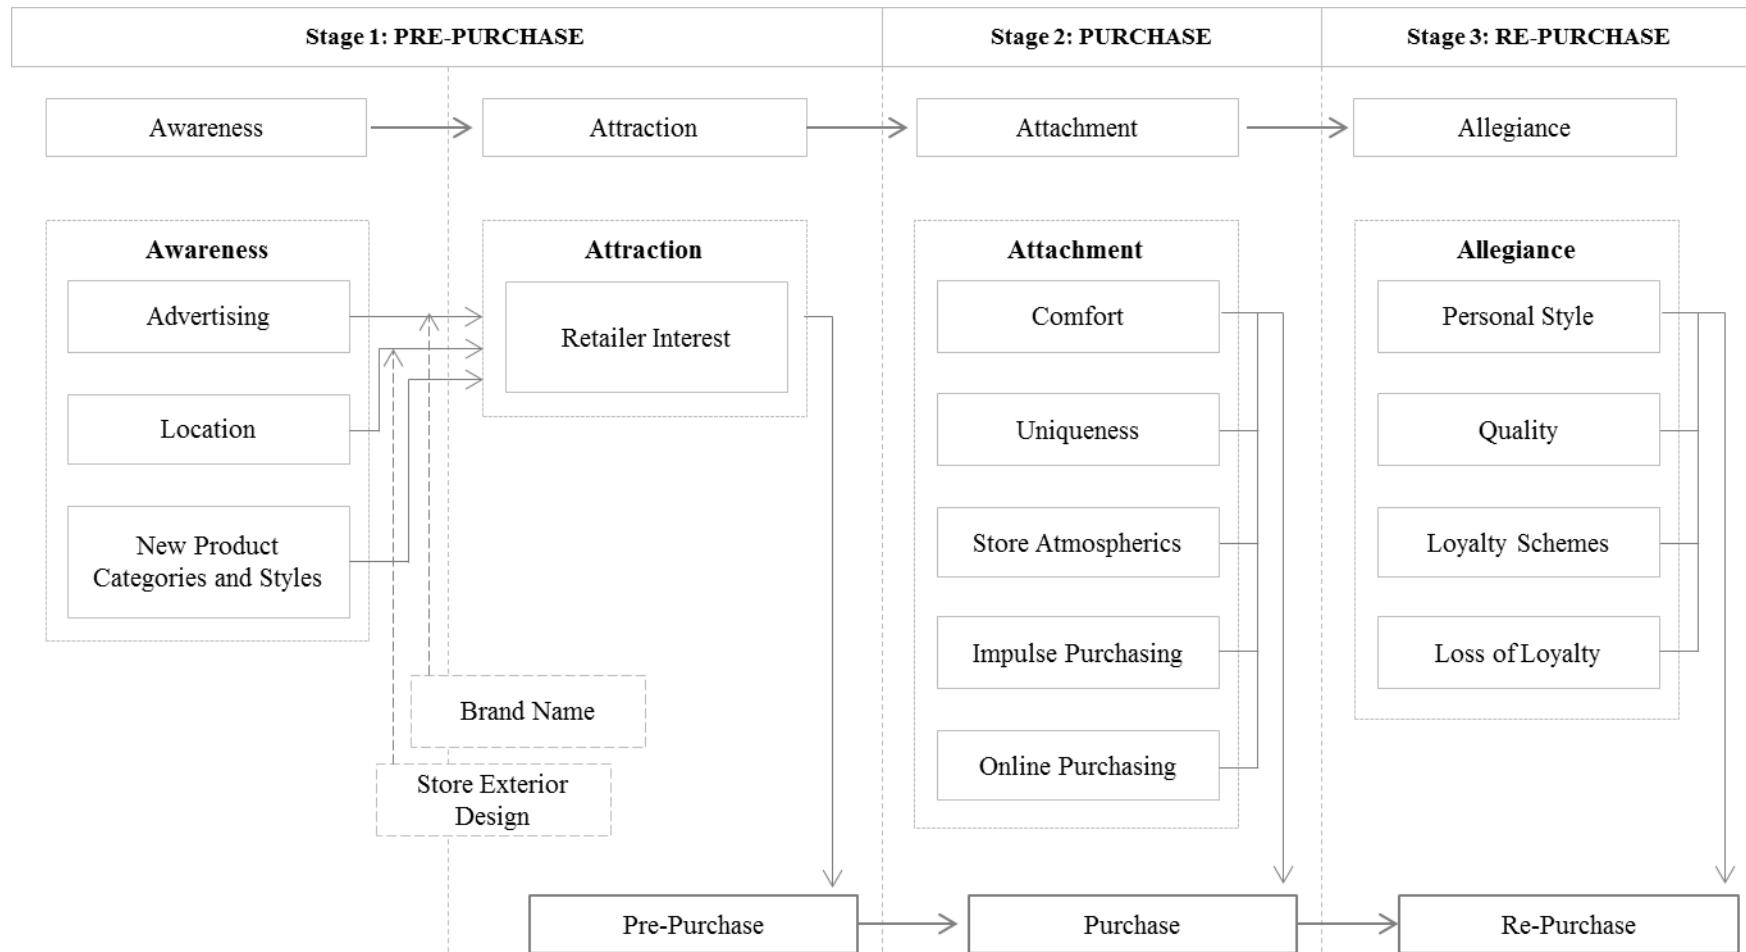 Stage 1: PRE-PURCHASE
Stage 2: PURCHASE
Stage 3: RE-PURCHASE
Awareness
Attraction
Attachment
Allegiance
Awareness
Advertising
Location
New Product
Categories and Styles
Attraction
Retailer Interest
Brand Name
Store Exterior
Design
Attachment
Comfort
Uniqueness
Store Atmospherics
Impulse Purchasing
Online Purchasing
Allegiance
Personal Style
Quality
Loyalty Schemes
Loss of Loyalty
Pre-Purchase
Purchase
Re-Purchase